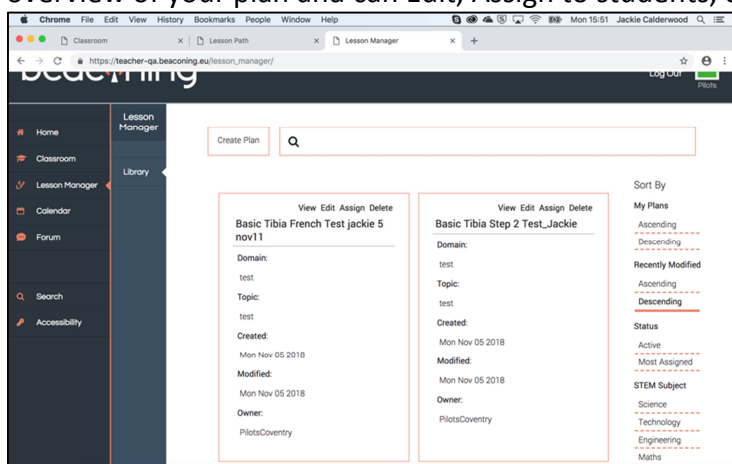 overview of your plan and can Edit, Assign to students,
Chrome File Edit View History Bookmarks People Window Help Mon 15:51 Jackie Calderwood
Classroom × Lesson Path × Lesson Manager × +
https://teacher-qa.beaconing.eu/lesson_manager/
beaconing
Log Out
Pilots
Home
Classroom
Lesson Manager
Calendar
Forum
Search
Accessibility
Lesson
Manager
Library
Create Plan
View Edit Assign Delete
Basic Tibia French Test jackie 5
nov11
Domain:
test
Topic:
test
Created:
Mon Nov 05 2018
Modified:
Mon Nov 05 2018
Owner:
PilotsCoventry
View Edit Assign Delete
Basic Tibia Step 2 Test_Jackie
Domain:
test
Topic:
test
Created:
Mon Nov 05 2018
Modified:
Mon Nov 05 2018
Owner:
PilotsCoventry
Sort By
My Plans
Ascending
Descending
Recently Modified
Ascending
Descending
Status
Active
Most Assigned
STEM Subject
Science
Technology
Engineering
Maths